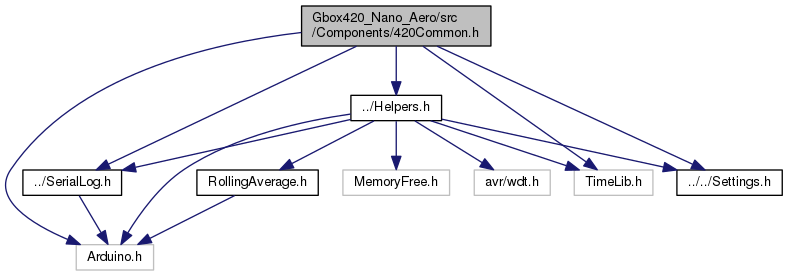 Gbox420_Nano_Aero/src
/Components/420Common.h
../Helpers.h
../SerialLog.h
RollingAverage.h
MemoryFree.h
avr/wdt.h
TimeLib.h
../../Settings.h
Arduino.h